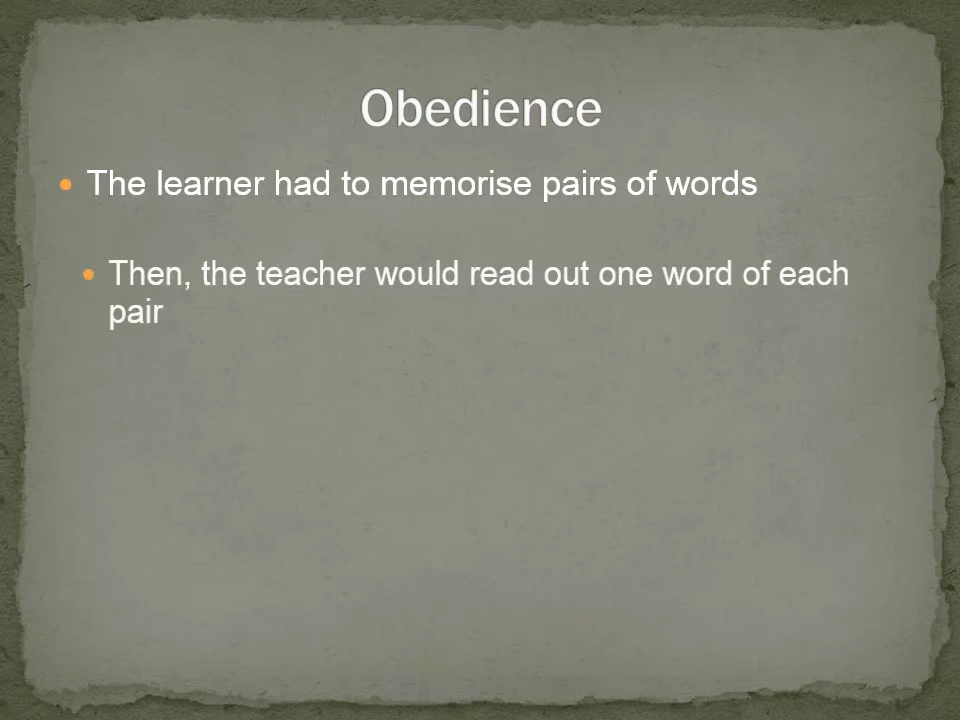 Obedience
The learner had to memorise pairs of words
Then, the teacher would read out one word of each
pair